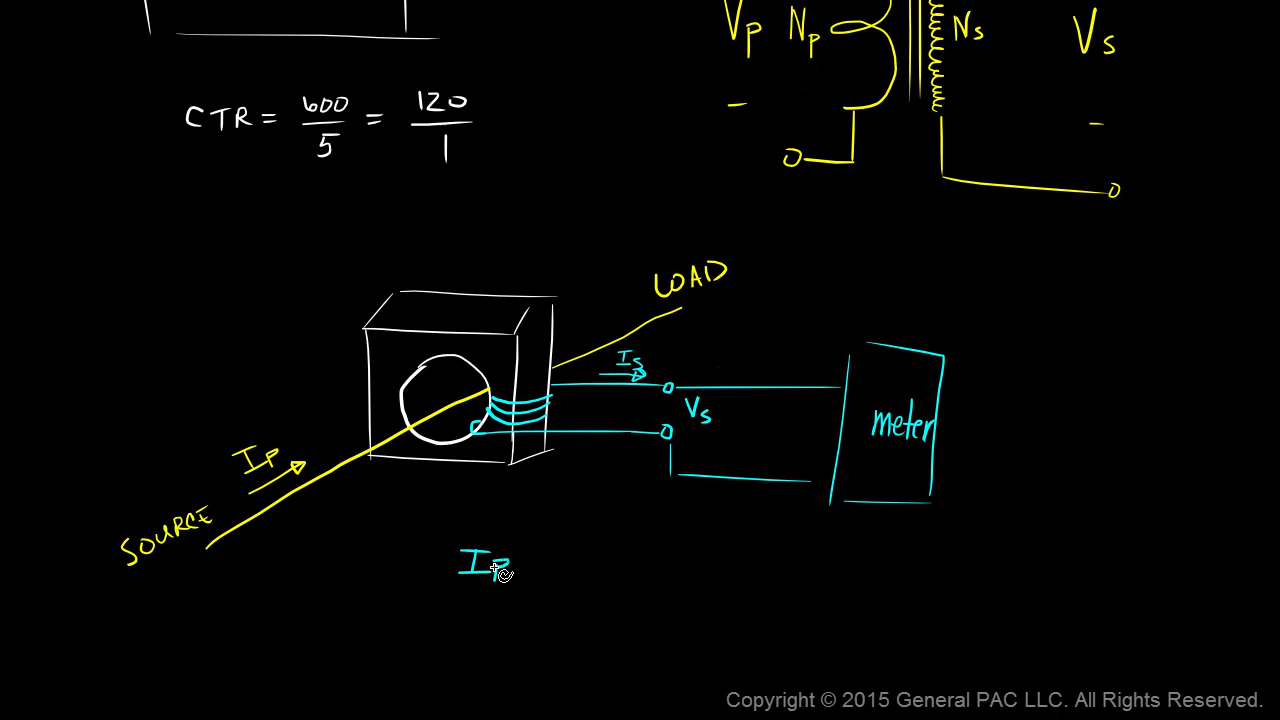 Vp Np Ns Vs
- -
CTR = 600/5 = 120/1
LOAD
Is
Vs
meter
Ip
SOURCE
Ip
Copyright © 2015 General PAC LLC. All Rights Reserved.